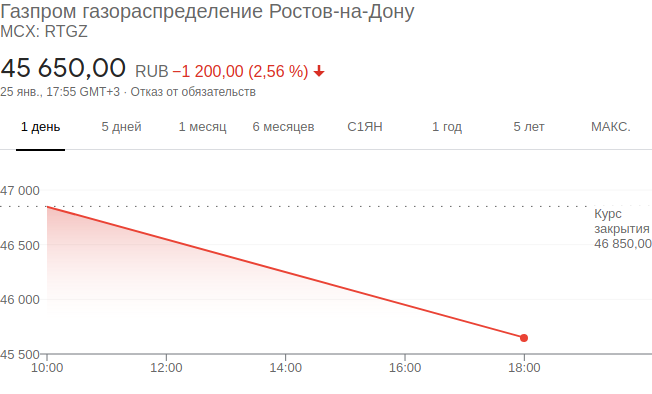 Газпром газораспределение Ростов-на-Дону
MCX: RTGZ
45 650,00 RUB −1 200,00 (2,56 %)
25 янв., 17:55 GMT+3 · Отказ от обязательств
1 день 5 дней 1 месяц 6 месяцев С1ЯН 1 год 5 лет МАКС.
47 000
Курс
закрытия
46 850,00
46 500
46 000
45 500
10:00 12:00 14:00 16:00 18:00